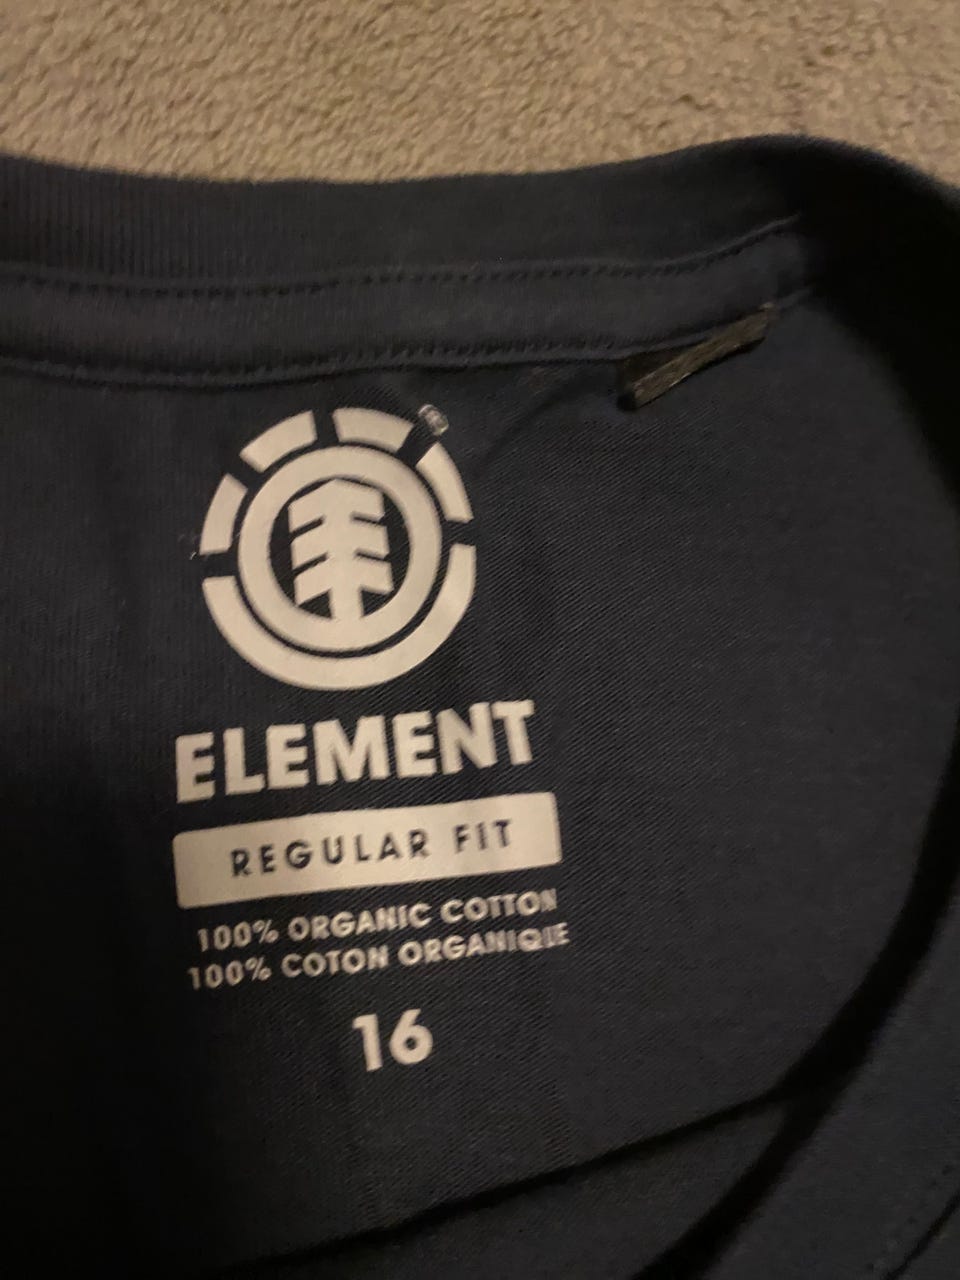 ELEMENT
REGULAR FIT
100% ORGANIC COTTON
100% COTON ORGANIQUE
16